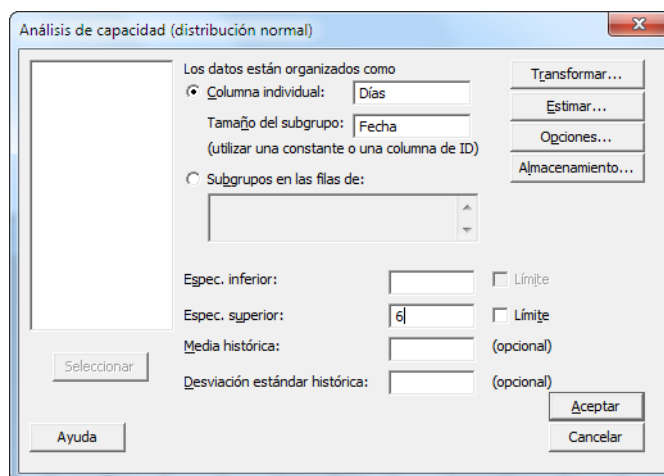 Análisis de capacidad (distribución normal)
Los datos están organizados como
Columna individual: Días
Tamaño del subgrupo: Fecha
(utilizar una constante o una columna de ID)
Subgrupos en las filas de:
Transformar...
Estimar...
Opciones...
Almacenamiento...
Espec. inferior: Límite
Espec. superior: 6 Límite
Media histórica: (opcional)
Desviación estándar histórica: (opcional)
Seleccionar
Aceptar
Ayuda
Cancelar